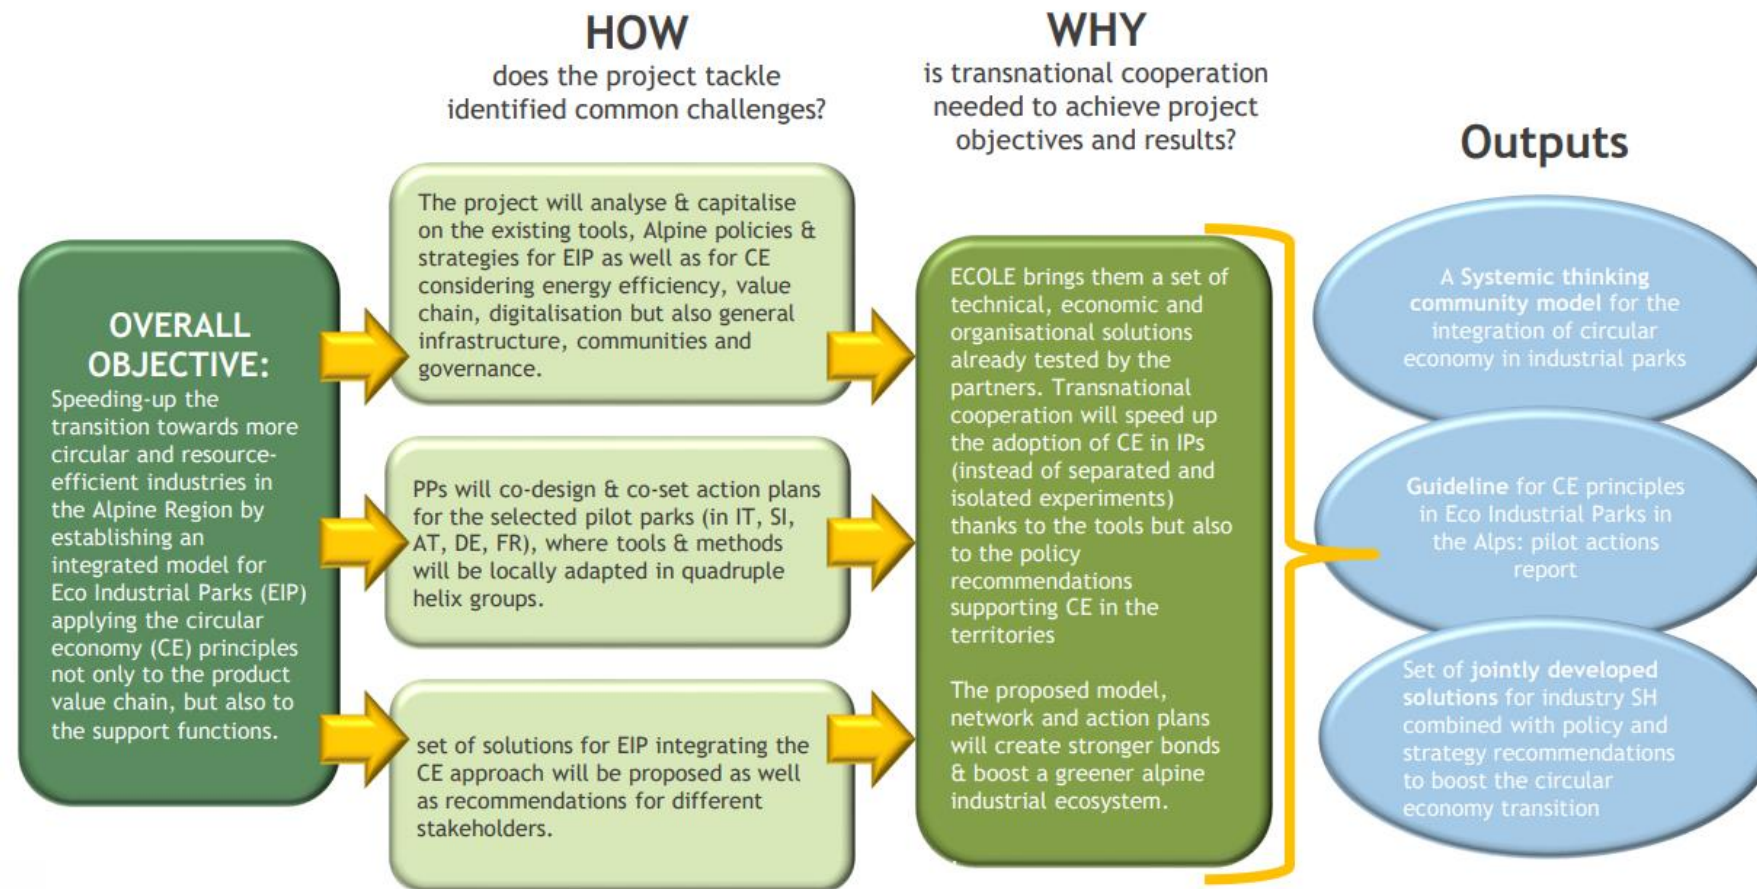 HOW
does the project tackle
identified common challenges?
WHY
is transnational cooperation
needed to achieve project
objectives and results?
Outputs
OVERALL
OBJECTIVE:
Speeding-up the
transition towards more
circular and resource-
efficient industries in
the Alpine Region by
establishing an
integrated model for
Eco Industrial Parks (EIP)
applying the circular
economy (CE) principles
not only to the product
value chain, but also to
the support functions.
The project will analyse & capitalise
on the existing tools, Alpine policies &
strategies for EIP as well as for CE
considering energy efficiency, value
chain, digitalisation but also general
infrastructure, communities and
governance.
PPs will co-design & co-set action plans
for the selected pilot parks (in IT, SI,
AT, DE, FR), where tools & methods
will be locally adapted in quadruple
helix groups.
set of solutions for EIP integrating the
CE approach will be proposed as well
as recommendations for different
stakeholders.
ECOLE brings them a set of
technical, economic and
organisational solutions
already tested by the
partners. Transnational
cooperation will speed up
the adoption of CE in IPs
(instead of separated and
isolated experiments)
thanks to the tools but also
to the policy
recommendations
supporting CE in the
territories
The proposed model,
network and action plans
will create stronger bonds
& boost a greener alpine
industrial ecosystem.
A Systemic thinking
community model for the
integration of circular
economy in industrial parks
Guideline for CE principles
in Eco Industrial Parks in
the Alps: pilot actions
report
Set of jointly developed
solutions for industry SH
combined with policy and
strategy recommendations
to boost the circular
economy transition